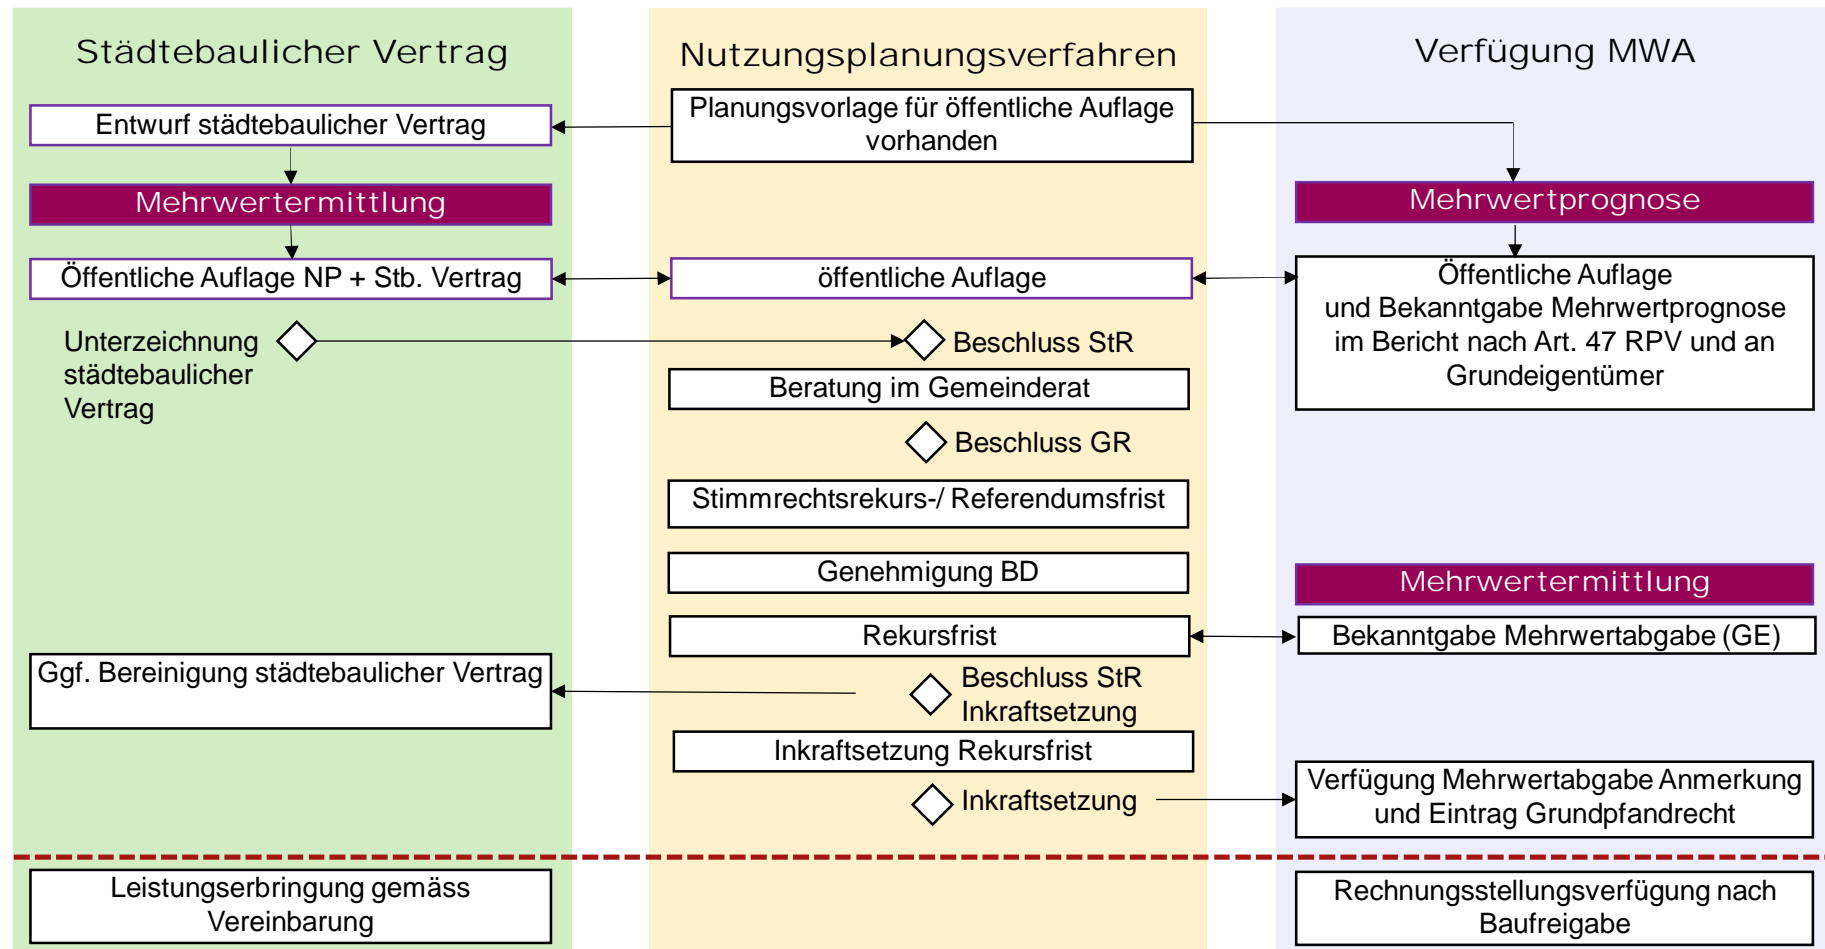 Städtebaulicher Vertrag
Entwurf städtebaulicher Vertrag
Mehrwertermittlung
Öffentliche Auflage NP + Stb. Vertrag
Unterzeichnung
städtebaulicher
Vertrag
Ggf. Bereinigung städtebaulicher Vertrag
Leistungserbringung gemäss
Vereinbarung
Nutzungsplanungsverfahren
Planungsvorlage für öffentliche Auflage
vorhanden
öffentliche Auflage
Beschluss StR
Beratung im Gemeinderat
Beschluss GR
Stimmrechtsrekurs-/ Referendumsfrist
Genehmigung BD
Rekursfrist
Beschluss StR
Inkraftsetzung
Inkraftsetzung Rekursfrist
Inkraftsetzung
Verfügung MWA
Mehrwertprognose
Öffentliche Auflage
und Bekanntgabe Mehrwertprognose
im Bericht nach Art. 47 RPV und an
Grundeigentümer
Mehrwertermittlung
Bekanntgabe Mehrwertabgabe (GE)
Verfügung Mehrwertabgabe Anmerkung
und Eintrag Grundpfandrecht
Rechnungsstellungsverfügung nach
Baufreigabe